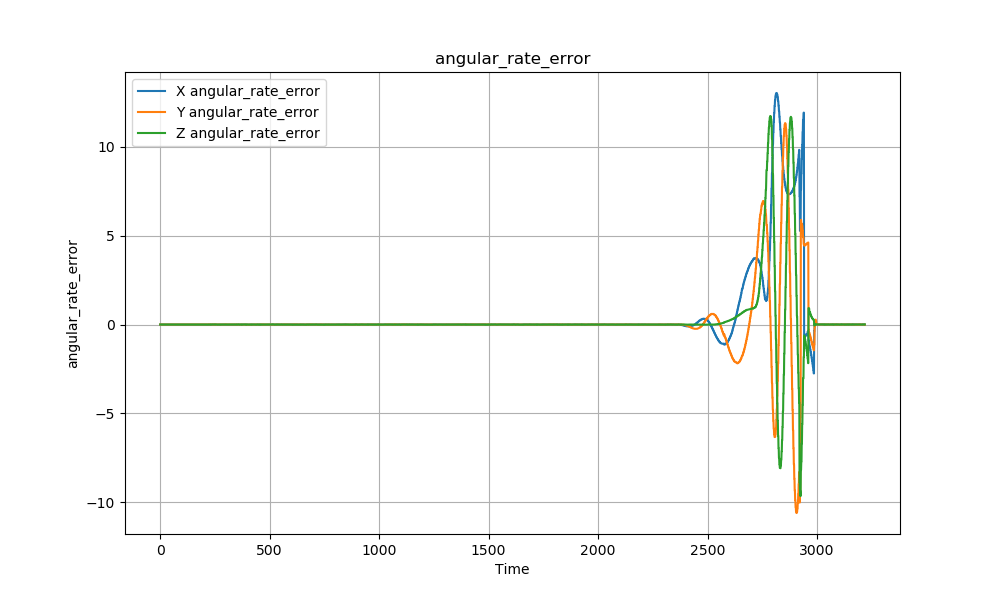 angular_rate_error
X angular_rate_error
Y angular_rate_error
Z angular_rate_error
angular_rate_error
10
5
0
−5
−10
0 500 1000 1500 2000 2500 3000
Time